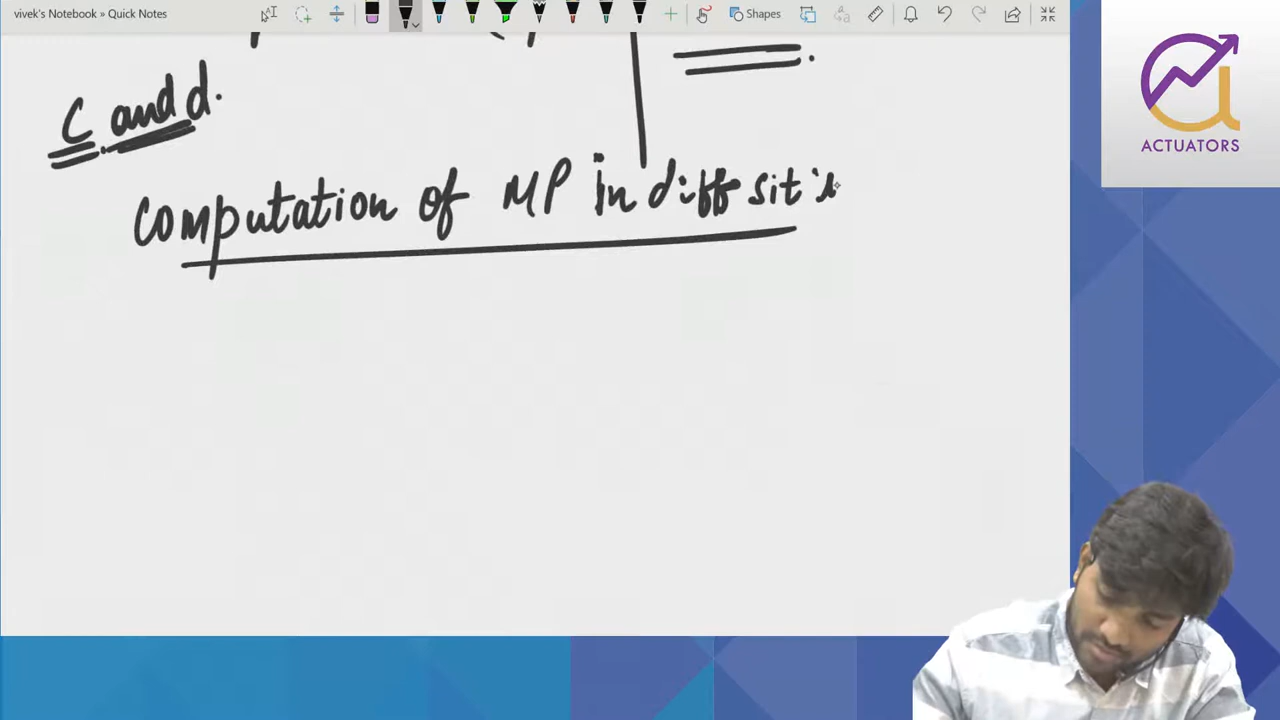 vivek's Notebook » Quick Notes
Shapes
C and d.
Computation of MP in diff sit's
ACTUATORS